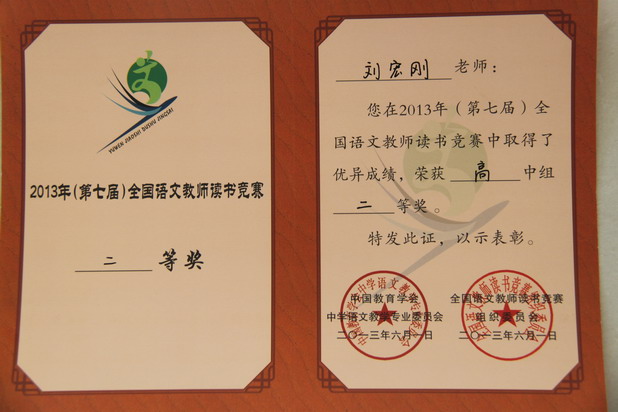 YUWEN JIAOSHI DUSHU JINGSAI
2013年(第七届)全国语文教师读书竞赛
二 等奖
刘宏刚 老师：
您在2013年（第七届）全
国语文教师读书竞赛中取得了
优异成绩，荣获 高 中组
二 等奖。
特发此证，以示表彰。
中国教育学会
中学语文教学专业委员会
二〇一三年六月一日
全国语文教师读书竞赛
组织委员会
二〇一三年六月一日